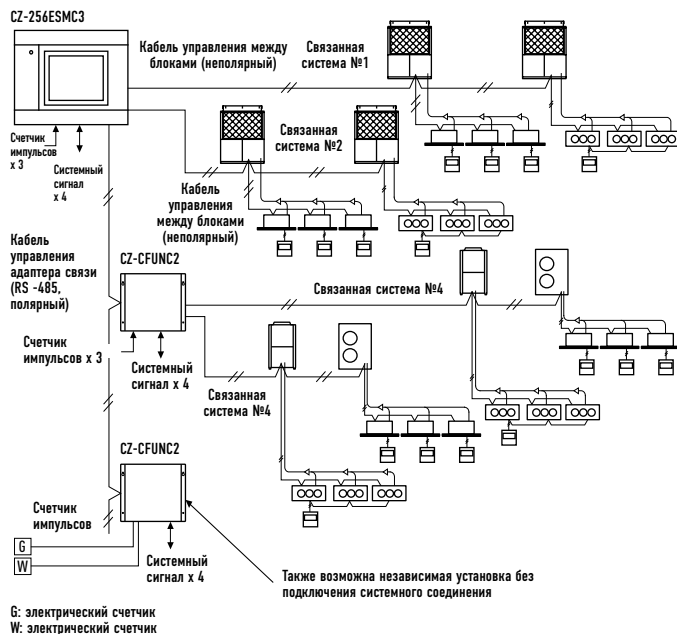 CZ-256ESMC3
Кабель управления между
блоками (неполярный)
Связанная
система №1
Счетчик
импульсов
x 3
Системный
сигнал
x 4
Связанная
система №2
Кабель
управления
между блоками
(неполярный)
Кабель
управления
адаптера связи
(RS -485,
полярный)
CZ-CFUNC2
Связанная система №4
Счетчик
импульсов x 3
Системный
сигнал x 4
Связанная
система №4
CZ-CFUNC2
Счетчик
импульсов
G
W
Системный
сигнал x 4
Также возможна независимая установка без
подключения системного соединения
G: электрический счетчик
W: электрический счетчик